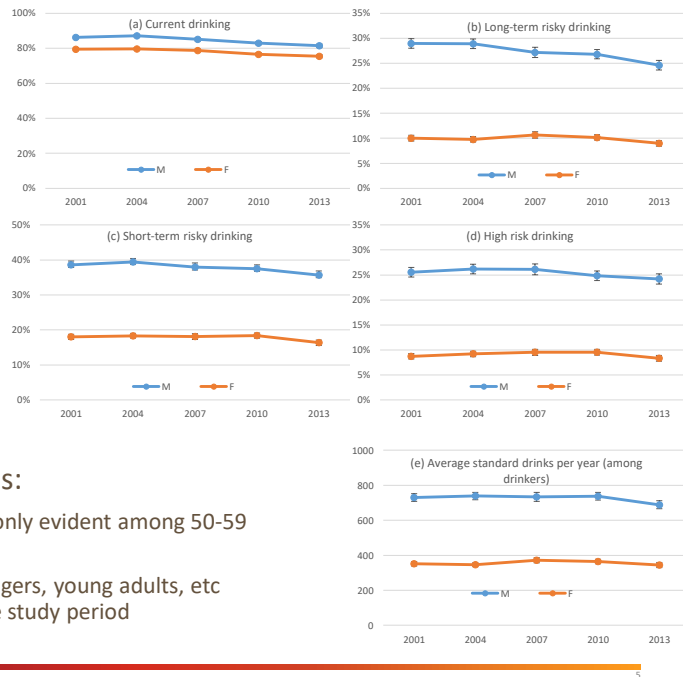 (a) Current drinking
100%
80%
60%
40%
20%
0%
M F
2001 2004 2007 2010 2013
(b) Long-term risky drinking
35%
30%
25%
20%
15%
10%
5%
0%
M F
2001 2004 2007 2010 2013
(c) Short-term risky drinking
50%
40%
30%
20%
10%
0%
M F
2001 2004 2007 2010 2013
(d) High risk drinking
35%
30%
25%
20%
15%
10%
5%
0%
M F
2001 2004 2007 2010 2013
s:
only evident among 50-59
gers, young adults, etc
e study period
(e) Average standard drinks per year (among
drinkers)
1000
800
600
400
200
0
M F
2001 2004 2007 2010 2013
5